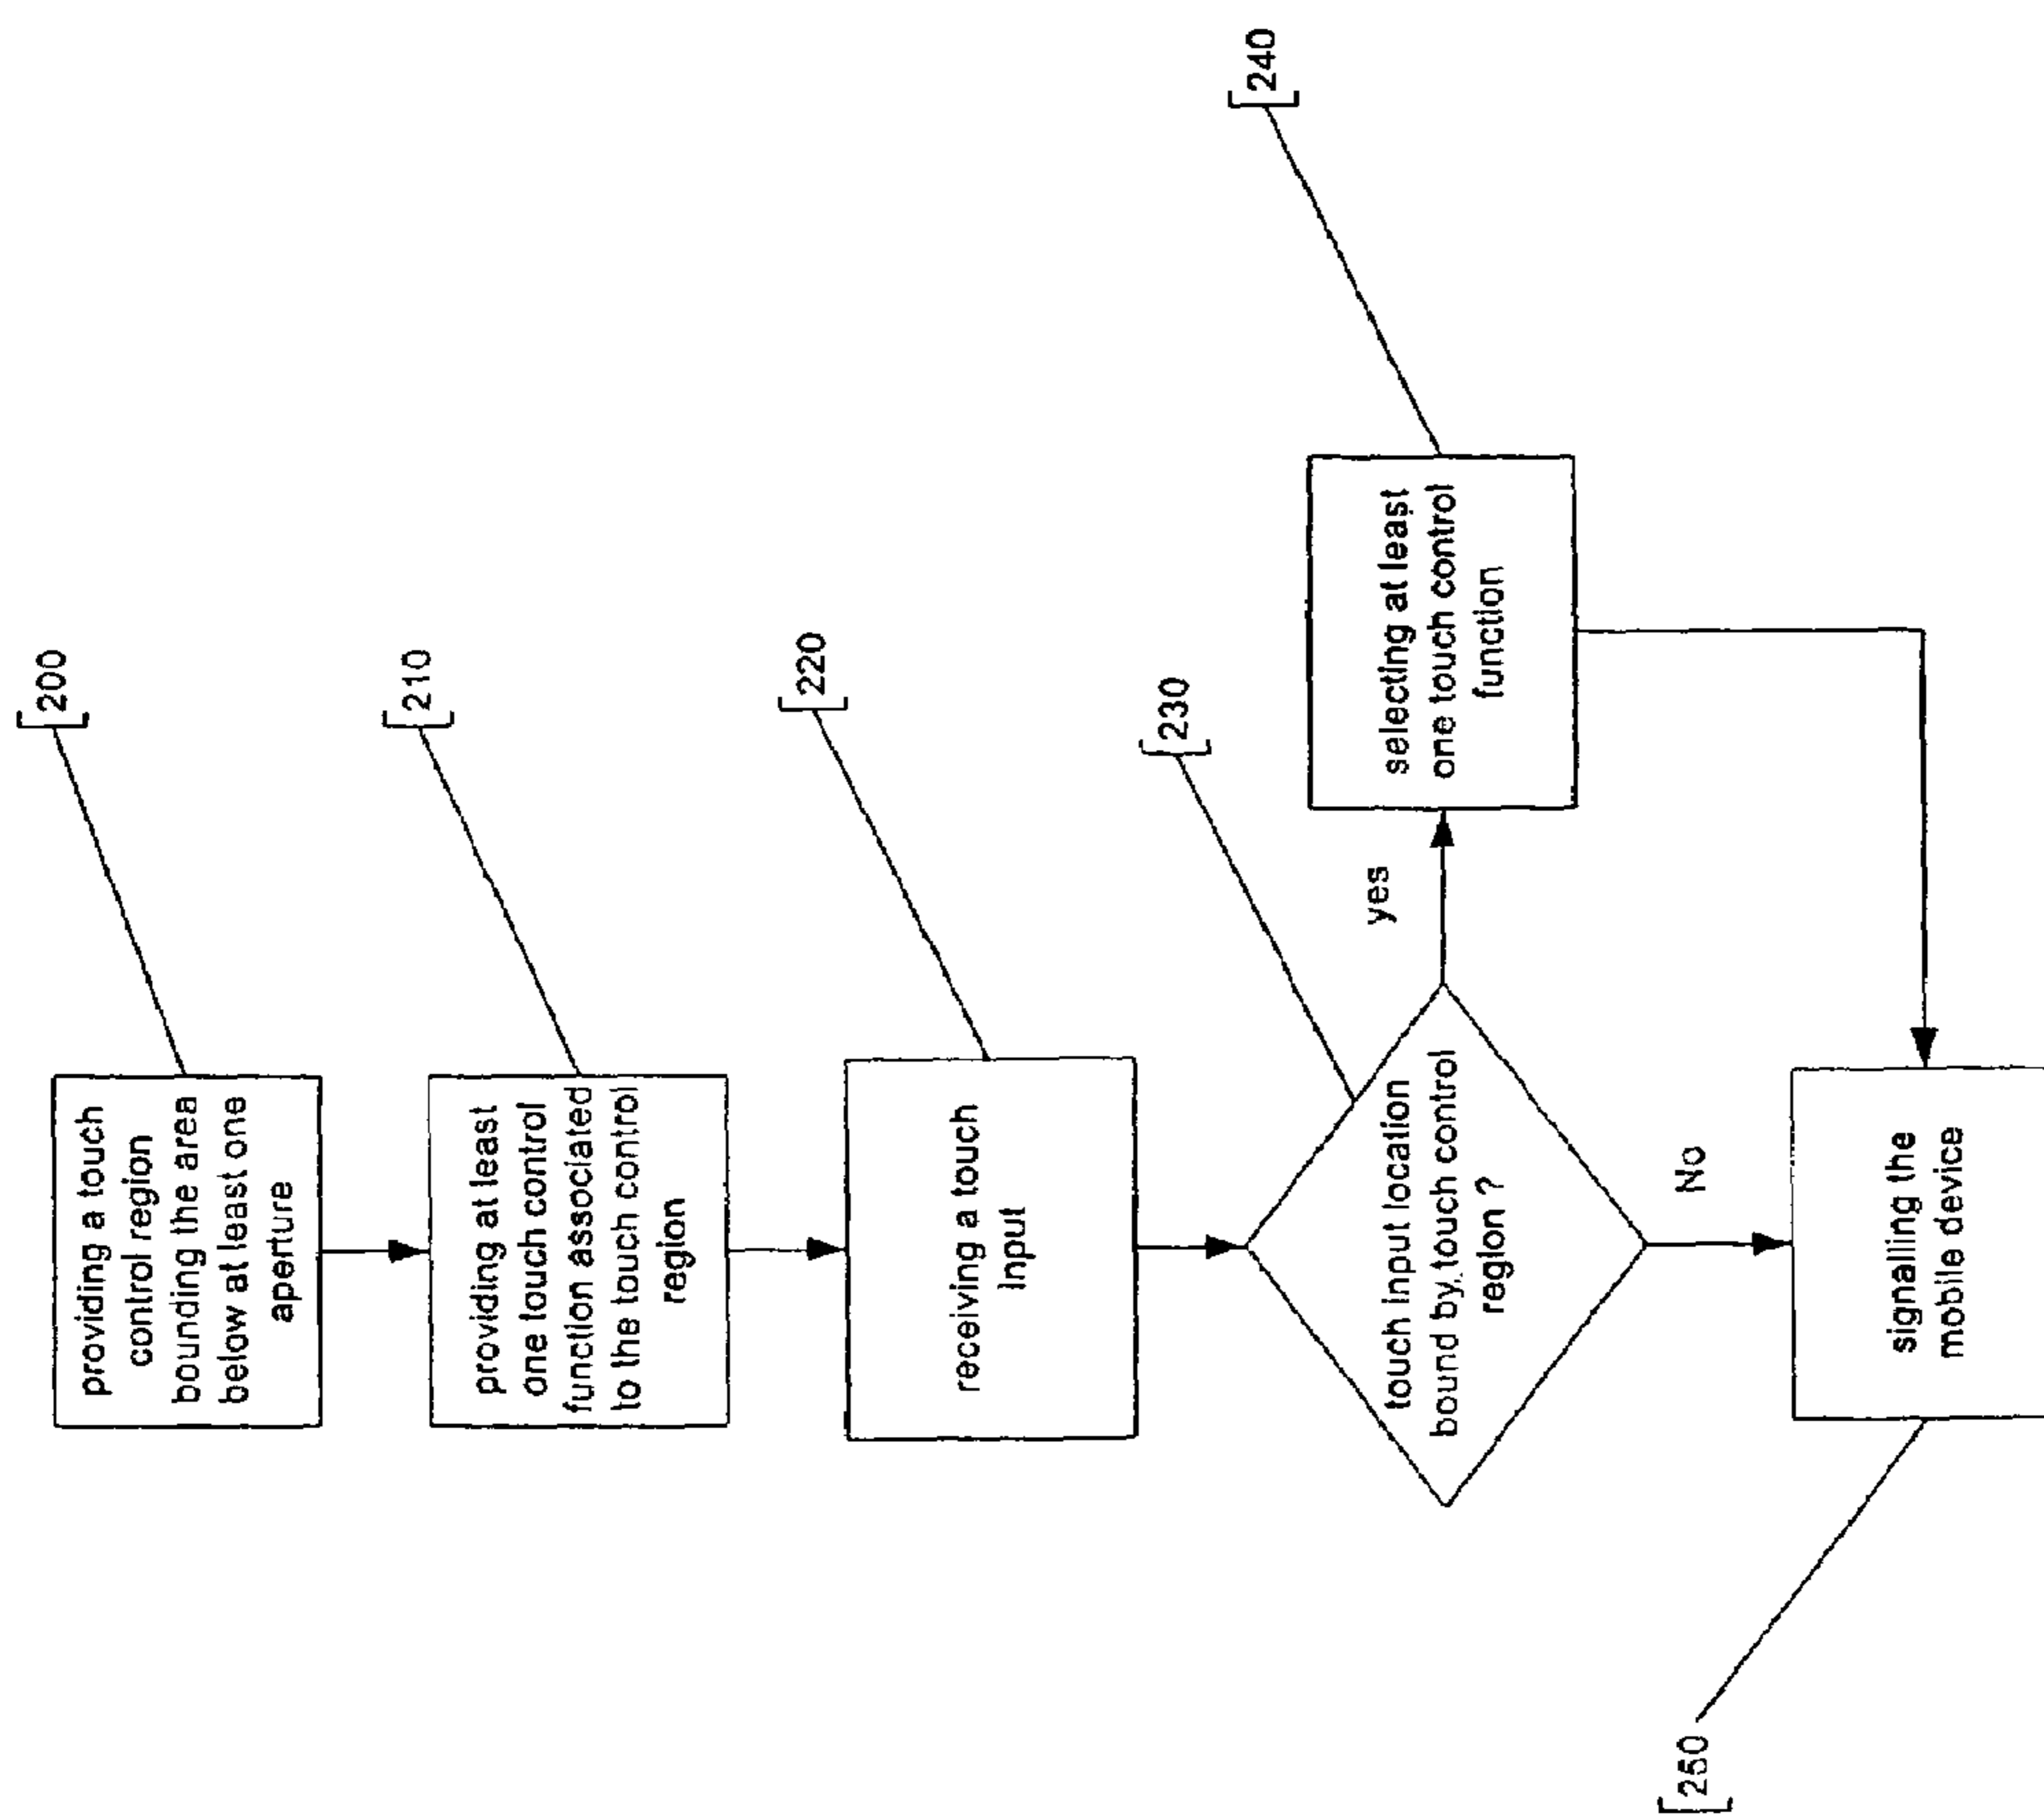 [200
providing a touch
control region
bounding the area
below at least one
aperture
[210
providing at least
one touch control
function associated
to the touch control
region
[220
receiving a touch
Input
[230
touch Input location
bound by touch control
region ?
yes
[240
selecting at least
one touch control
function
No
[250
signalling the
mobile device